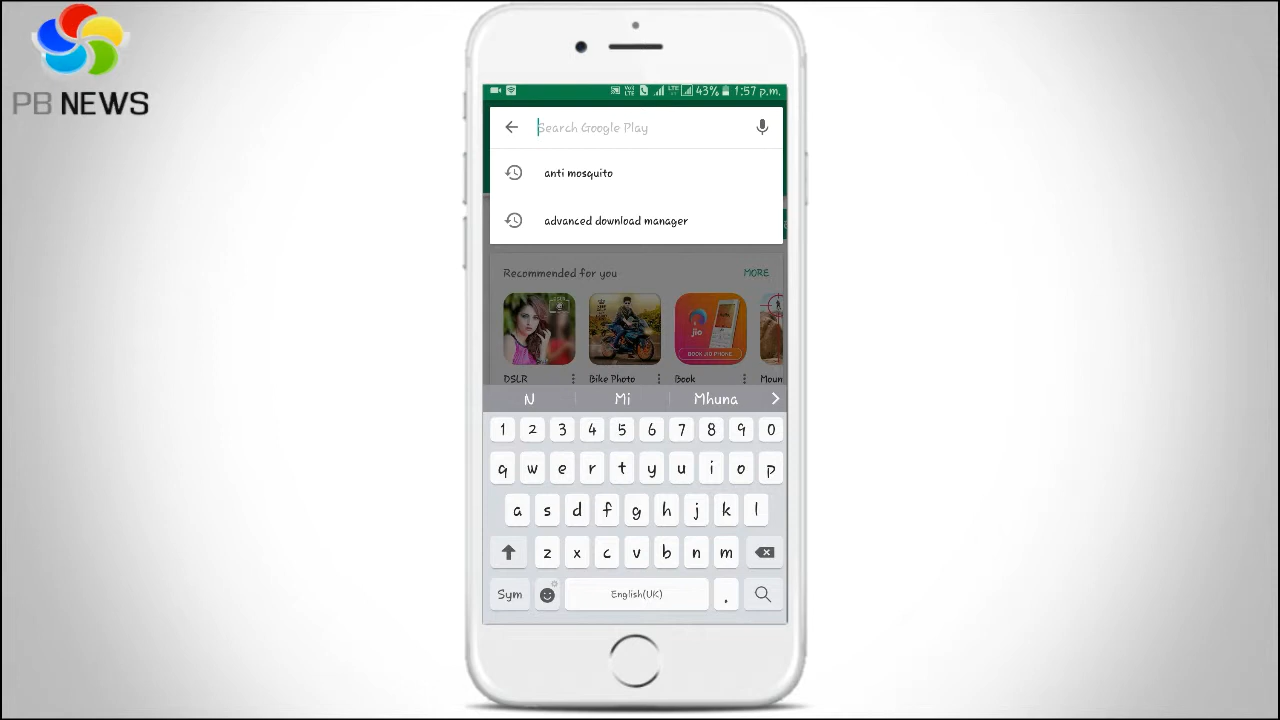 PB NEWS
VoLTE LTE 43% 1:57 p.m.
Search Google Play
anti mosquito
advanced download manager
Recommended for you MORE
jio
BOOK JIO PHONE
DSLR Bike Photo Book Moun
N Mi Mhuna
1 2 3 4 5 6 7 8 9 0
q w e r t y u i o p
a s d f g h j k l
z x c v b n m
Sym English(UK) .